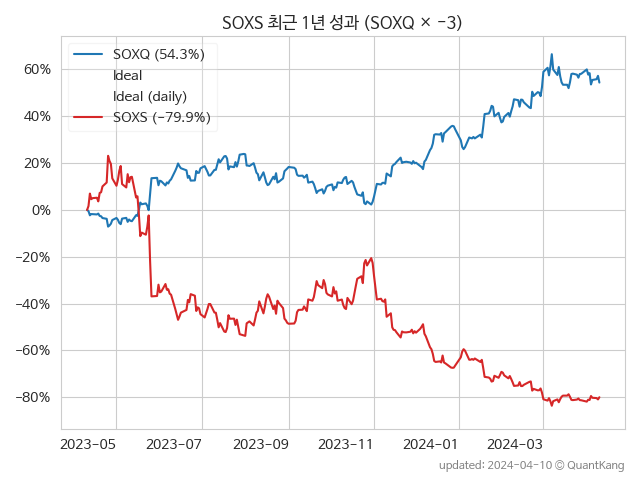 SOXS 최근 1년 성과 (SOXQ × −3)
SOXQ (54.3%)
Ideal
Ideal (daily)
SOXS (−79.9%)
60%
40%
20%
0%
−20%
−40%
−60%
−80%
2023-05 2023-07 2023-09 2023-11 2024-01 2024-03
updated: 2024-04-10 © QuantKang